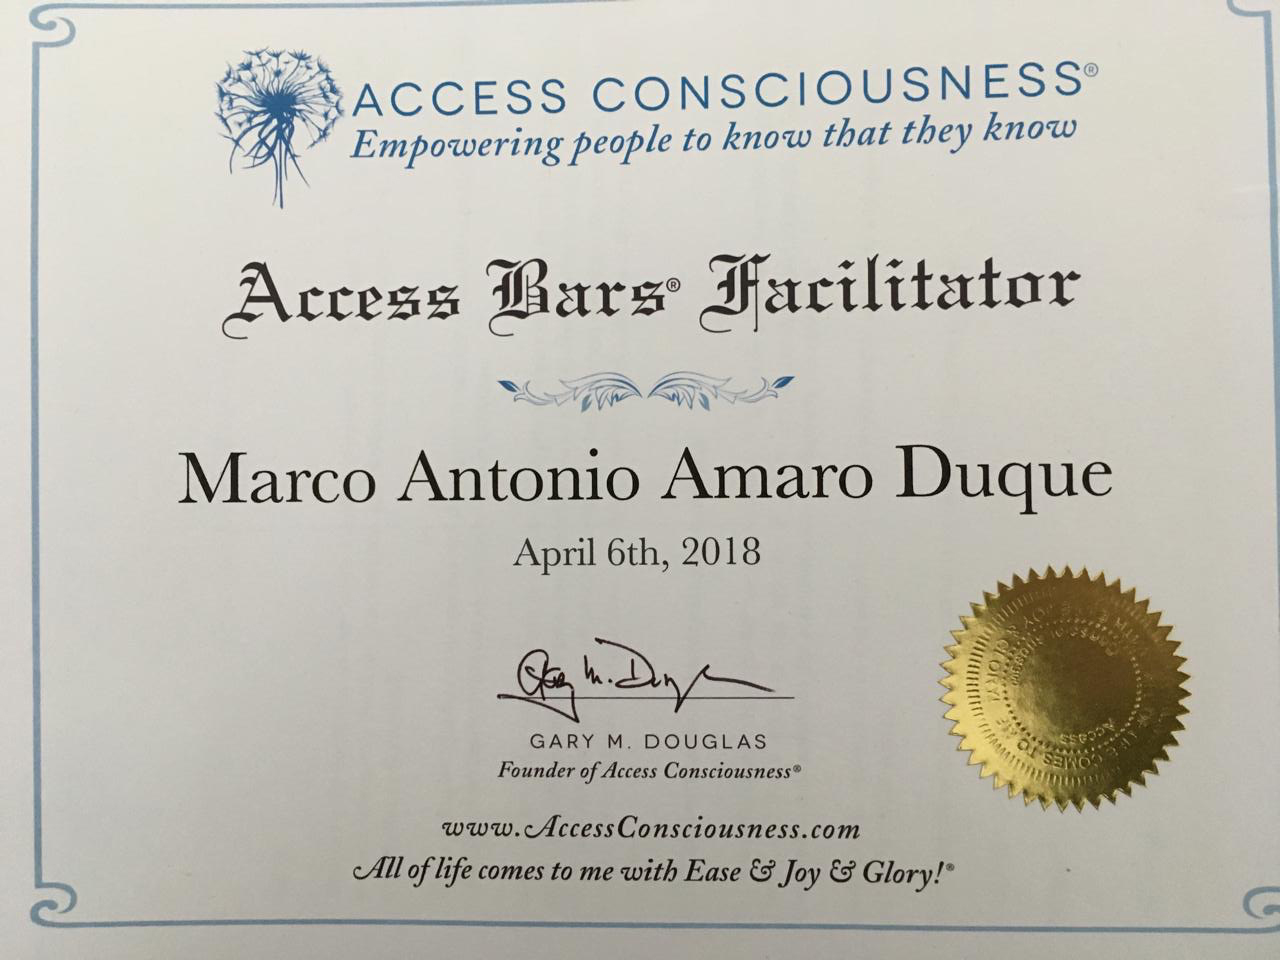 ACCESS CONSCIOUSNESS®
Empowering people to know that they know
Access Bars® Facilitator
Marco Antonio Amaro Duque
April 6th, 2018
GARY M. DOUGLAS
Founder of Access Consciousness®
www.AccessConsciousness.com
All of life comes to me with Ease & Joy & Glory!®